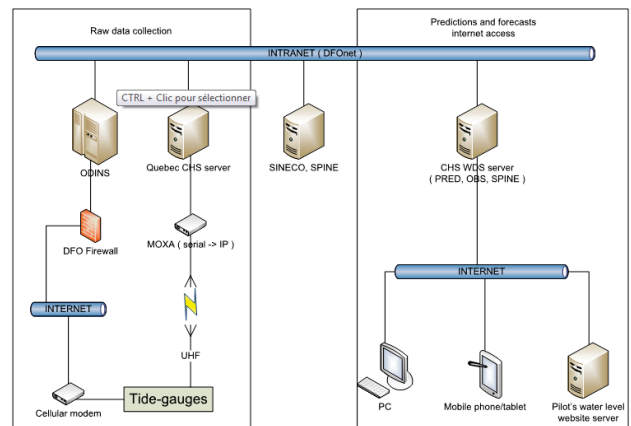 Raw data collection
Predictions and forecasts
internet access
INTRANET ( DFOnet )
CTRL + Clic pour sélectionner
ODINS
Quebec CHS server
SINECO, SPINE
CHS WDS server
( PRED, OBS, SPINE )
DFO Firewall
MOXA ( serial -> IP )
INTERNET
INTERNET
UHF
Tide-gauges
Cellular modem
PC
Mobile phone/tablet
Pilot's water level
website server